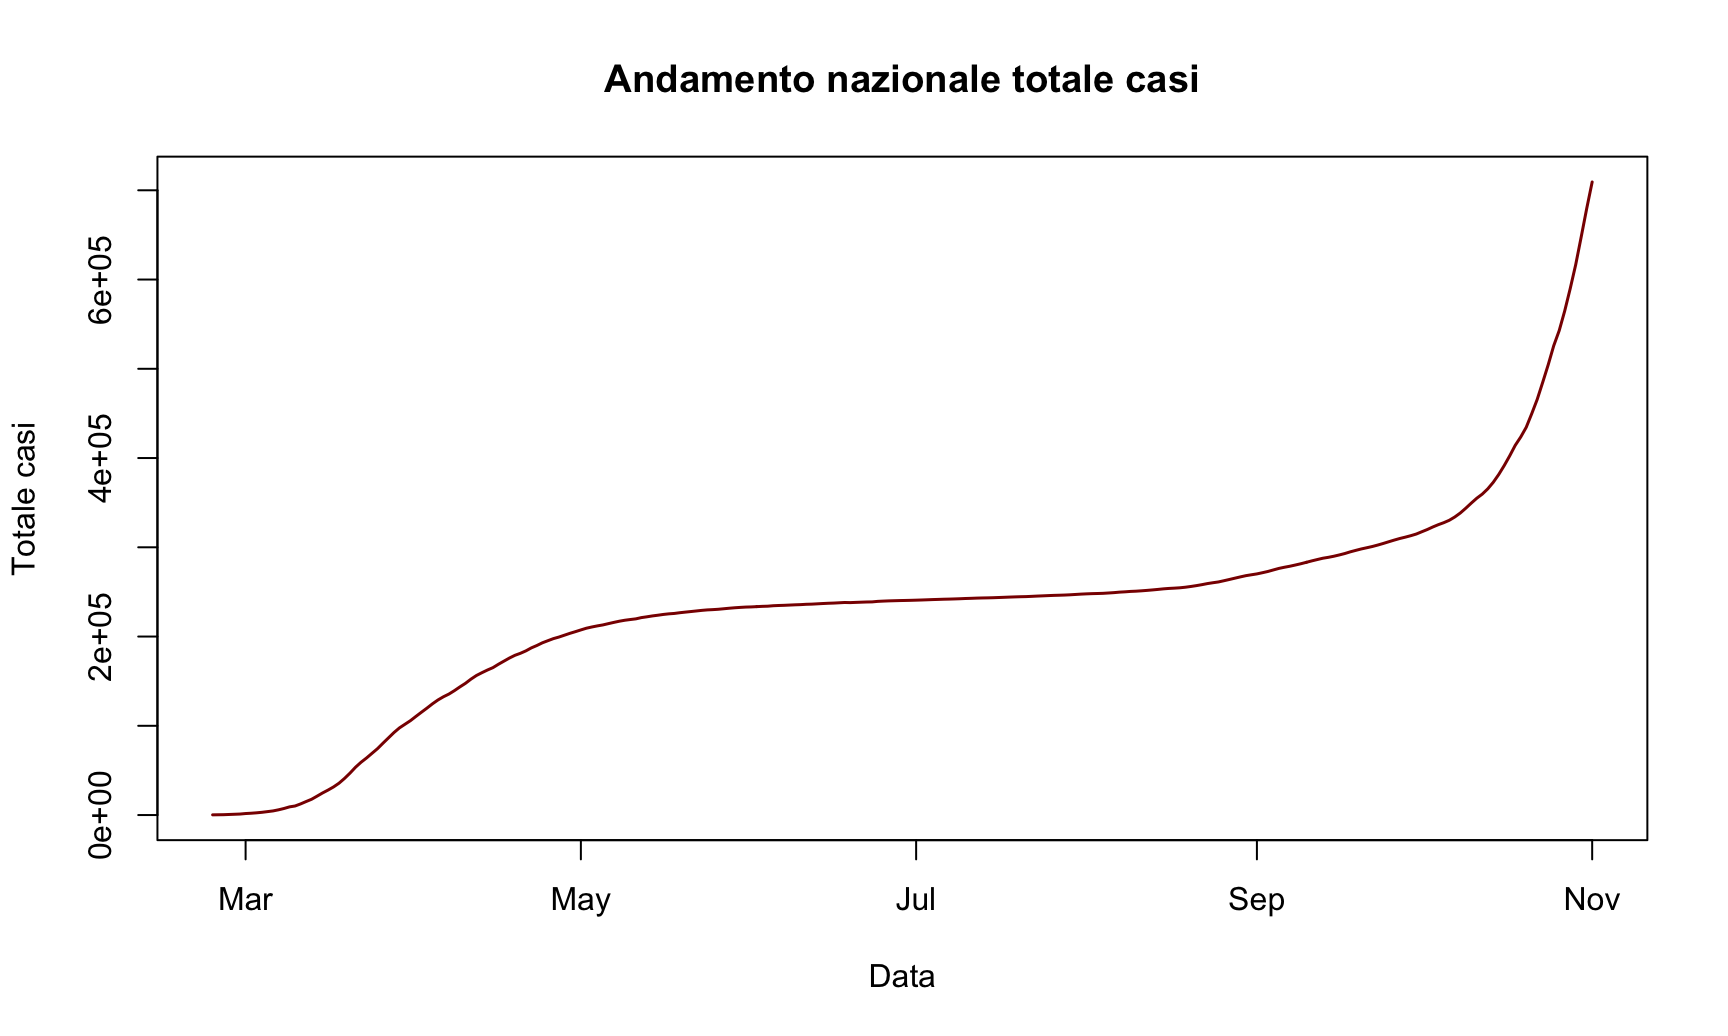 Andamento nazionale totale casi
Totale casi
6e+05
4e+05
2e+05
0e+00
Mar May Jul Sep Nov
Data